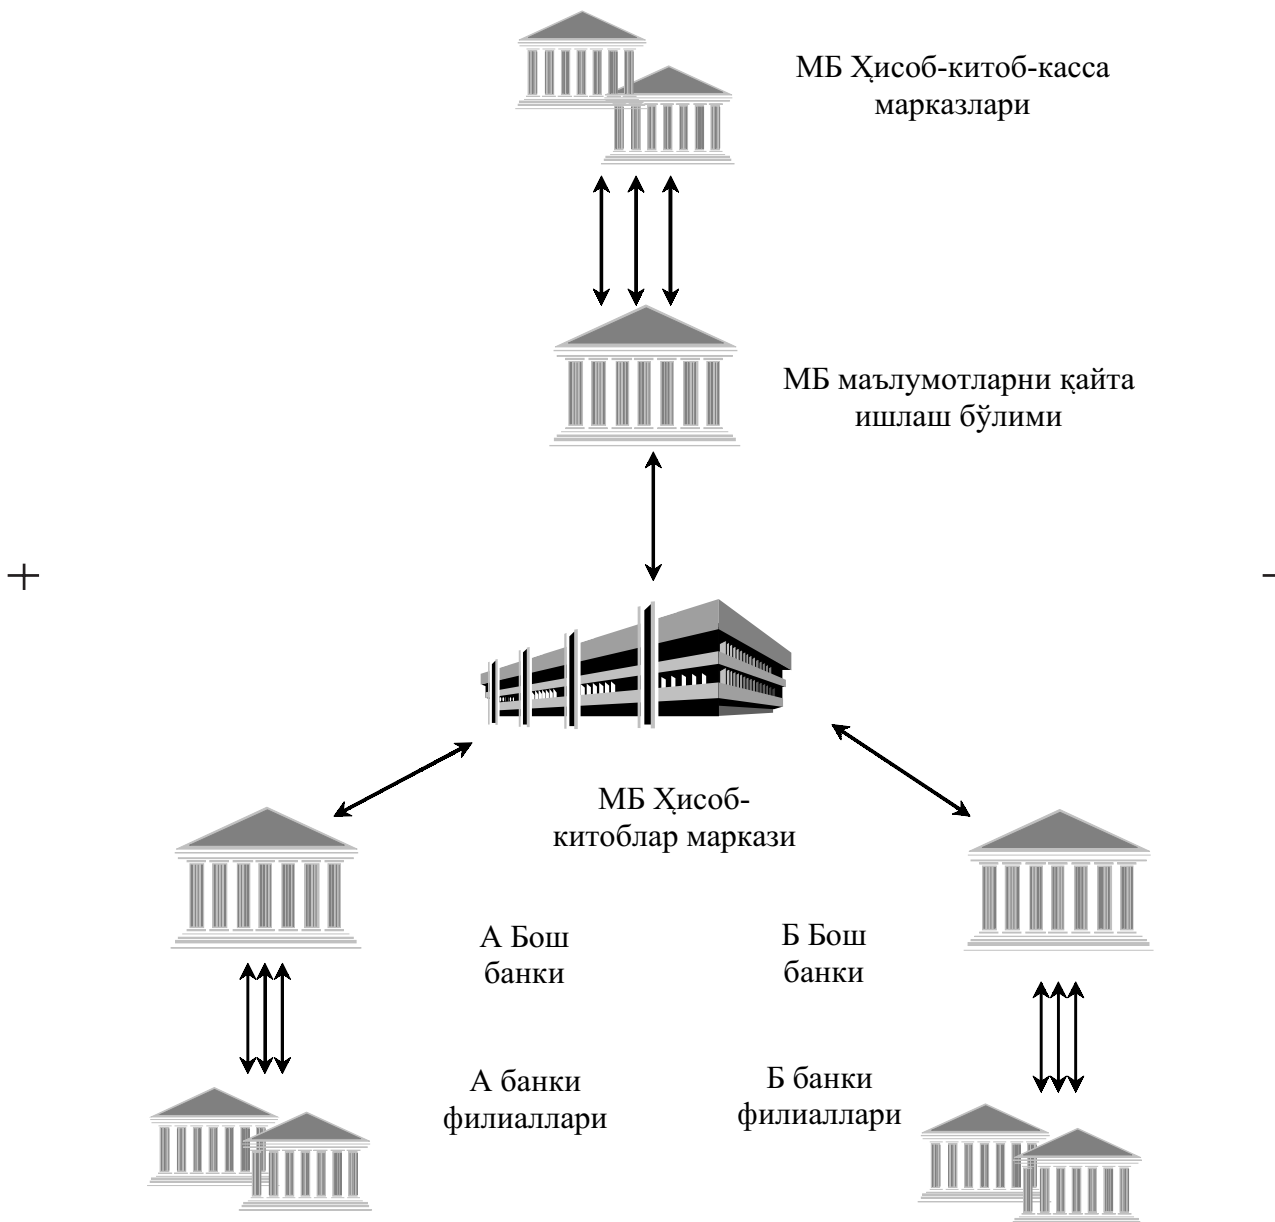 МБ Ҳисоб-китоб-касса
марказлари
МБ маълумотларни қайта
ишлаш бўлими
МБ Ҳисоб-
китоблар маркази
А Бош
банки
Б Бош
банки
А банки
филиаллари
Б банки
филиаллари